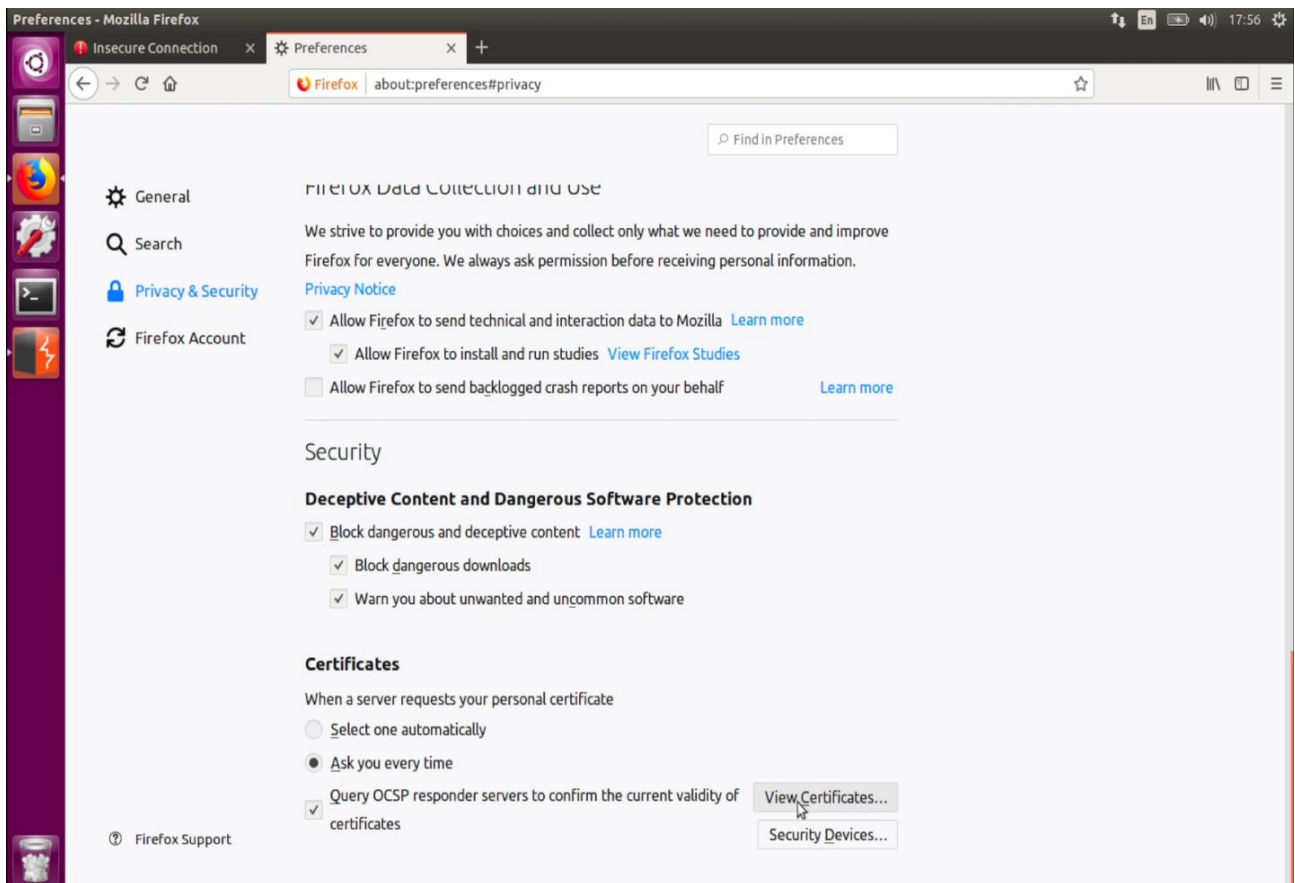 Preferences - Mozilla Firefox
En
17:56
Insecure Connection
Preferences
Firefox
about:preferences#privacy
Find in Preferences
General
Search
Privacy & Security
Firefox Account
Firefox Data Collection and Use
We strive to provide you with choices and collect only what we need to provide and improve
Firefox for everyone. We always ask permission before receiving personal information.
Privacy Notice
Allow Firefox to send technical and interaction data to Mozilla Learn more
Allow Firefox to install and run studies View Firefox Studies
Allow Firefox to send backlogged crash reports on your behalf Learn more
Security
Deceptive Content and Dangerous Software Protection
Block dangerous and deceptive content Learn more
Block dangerous downloads
Warn you about unwanted and uncommon software
Certificates
When a server requests your personal certificate
Select one automatically
Ask you every time
Query OCSP responder servers to confirm the current validity of
certificates
View Certificates...
Security Devices...
Firefox Support